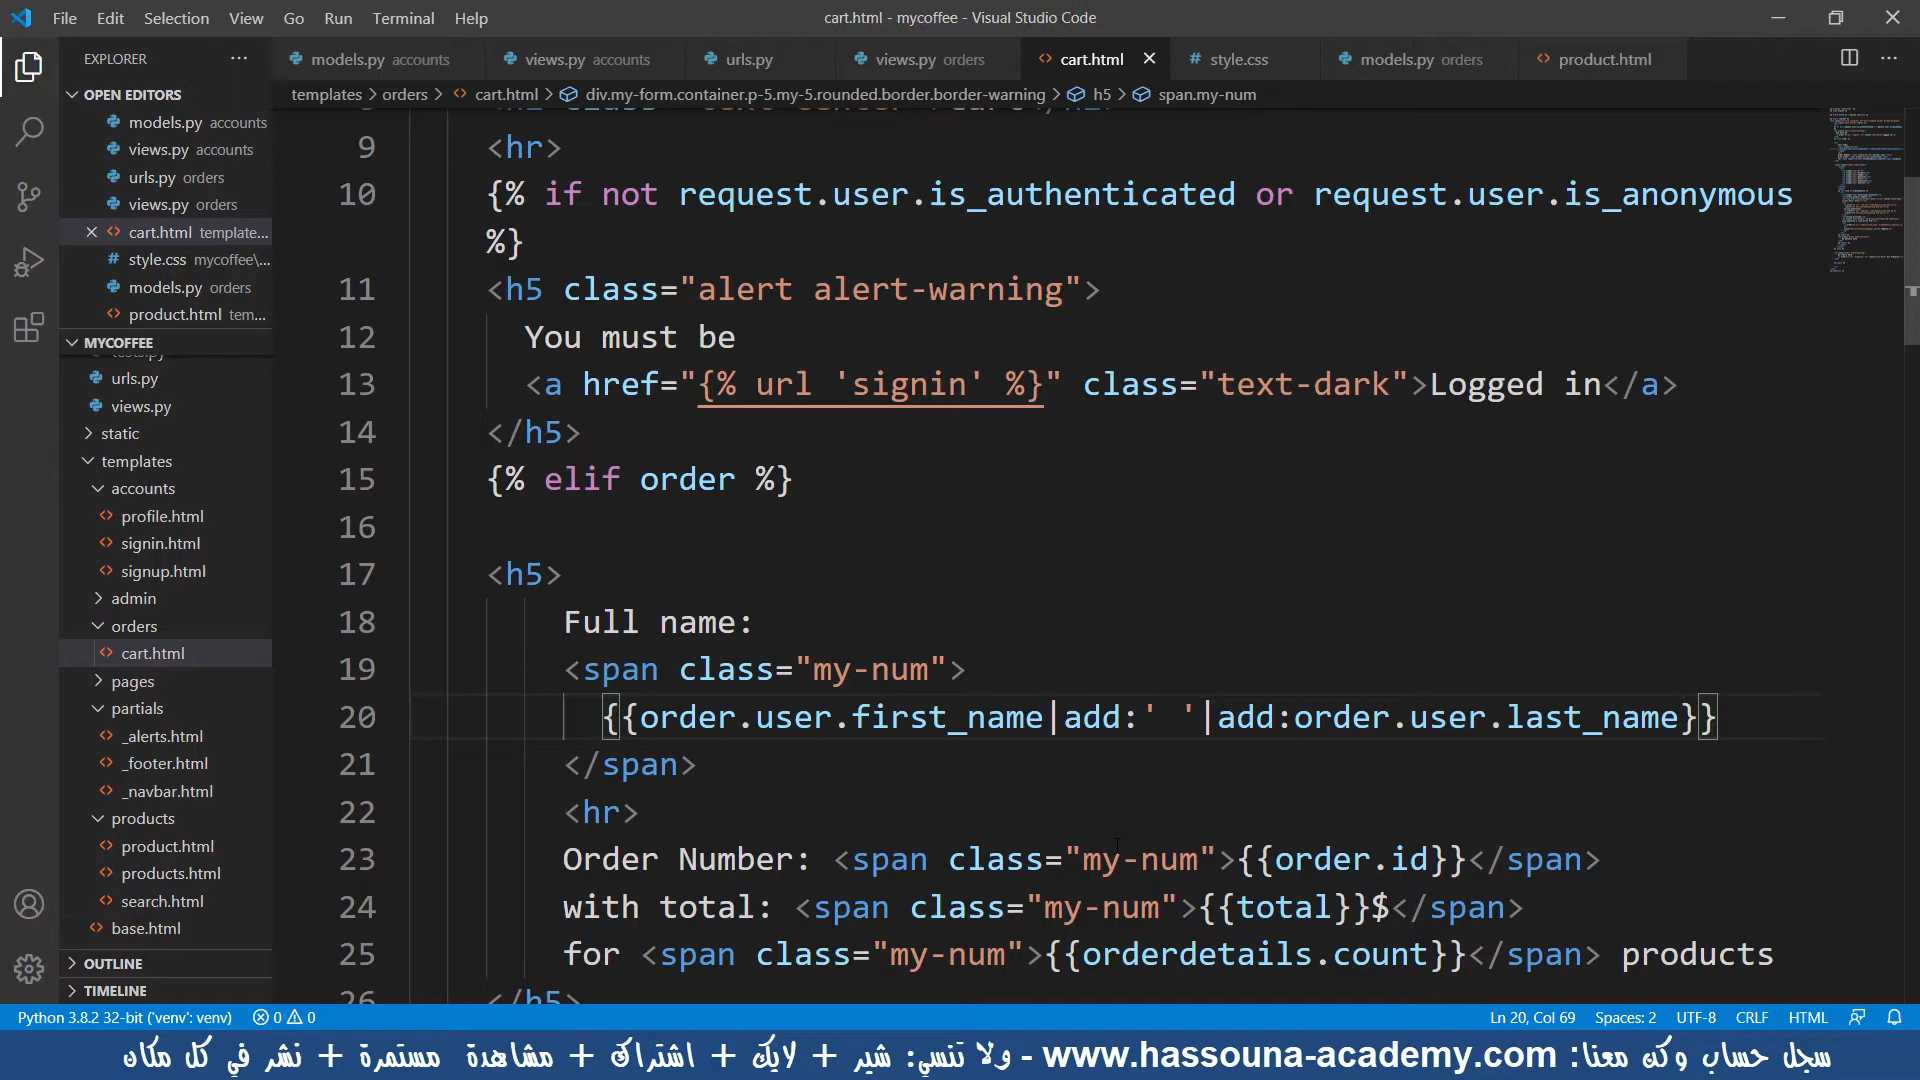 File Edit Selection View Go Run Terminal Help
cart.html - mycoffee - Visual Studio Code
EXPLORER
models.py accounts
views.py accounts
urls.py
views.py orders
cart.html
style.css
models.py orders
product.html
templates > orders > cart.html > div.my-form.container.p-5.my-5.rounded.border.border-warning > h5 > span.my-num
OPEN EDITORS
models.py accounts
views.py accounts
urls.py orders
views.py orders
cart.html template...
style.css mycoffee\...
models.py orders
product.html tem...
MYCOFFEE
tests.py
urls.py
views.py
static
templates
accounts
profile.html
signin.html
signup.html
admin
orders
cart.html
pages
partials
_alerts.html
_footer.html
_navbar.html
products
product.html
products.html
search.html
base.html
OUTLINE
TIMELINE
9 <hr>
10 {% if not request.user.is_authenticated or request.user.is_anonymous
%}
11 <h5 class="alert alert-warning">
12 You must be
13 <a href="{% url 'signin' %}" class="text-dark">Logged in</a>
14 </h5>
15 {% elif order %}
16
17 <h5>
18 Full name:
19 <span class="my-num">
20 {{order.user.first_name|add:' '|add:order.user.last_name}}
21 </span>
22 <hr>
23 Order Number: <span class="my-num">{{order.id}}</span>
24 with total: <span class="my-num">{{total}}$</span>
25 for <span class="my-num">{{orderdetails.count}}</span> products
26 </h5>
Python 3.8.2 32-bit ('venv': venv) 0 0
Ln 20, Col 69 Spaces: 2 UTF-8 CRLF HTML
سجل حساب وكن معنا: www.hassouna-academy.com - ولا تنسي: شير + لايك + اشتراك + مشاهدة مستمرة + نشر في كل مكان